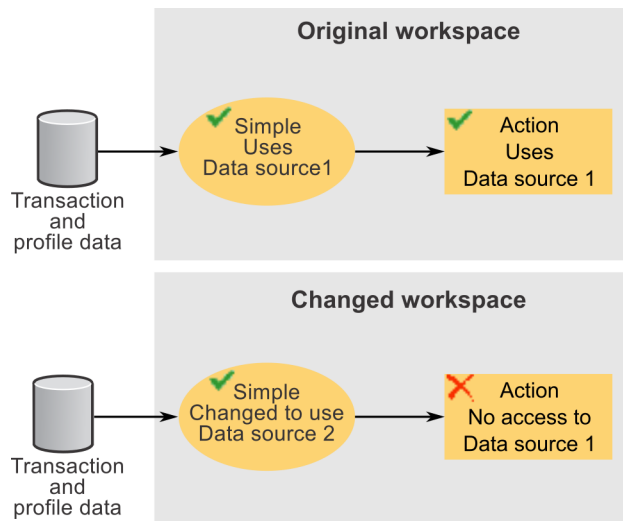 Original workspace
Simple
Uses
Data source1
Action
Uses
Data source 1
Transaction
and
profile data
Changed workspace
Simple
Changed to use
Data source 2
Action
No access to
Data source 1
Transaction
and
profile data